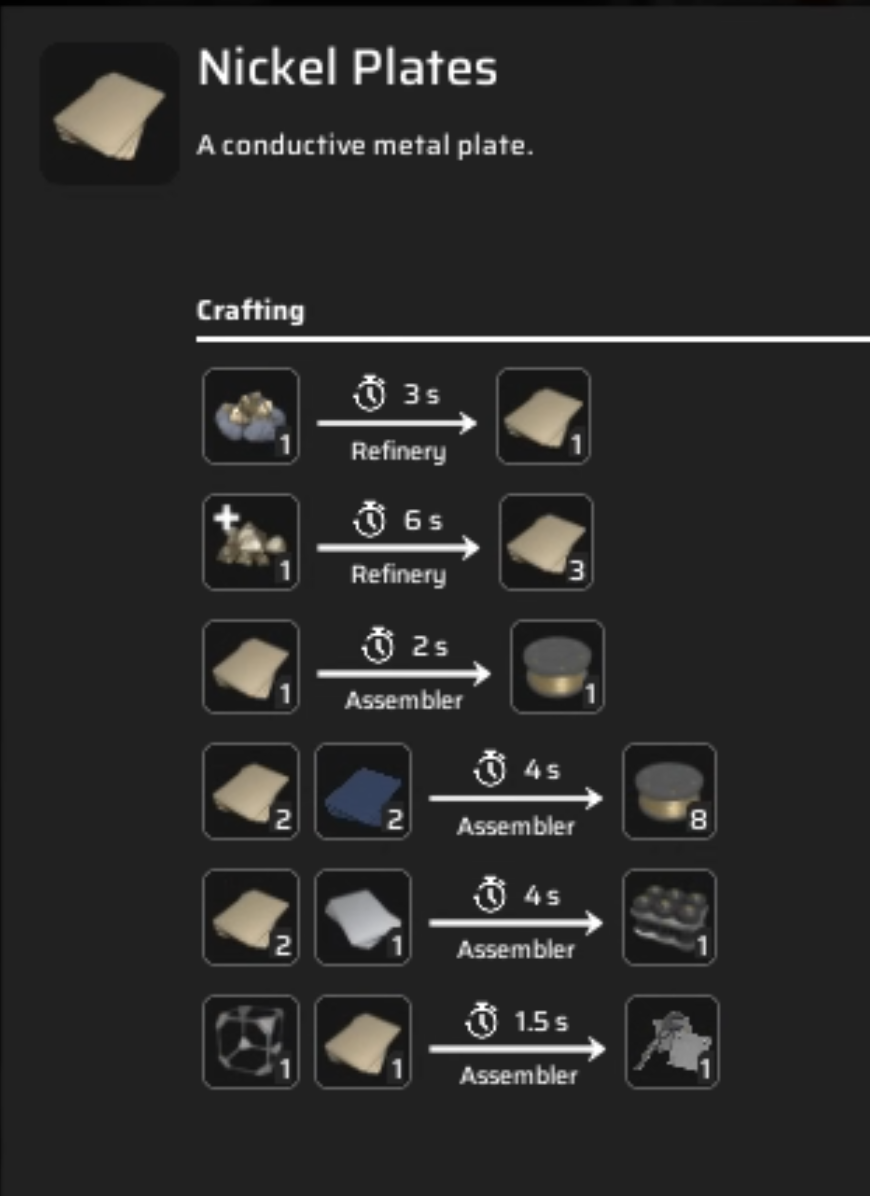 Nickel Plates
A conductive metal plate.
Crafting
1 3 s Refinery 1
1 6 s Refinery 3
1 2 s Assembler 1
2 2 4 s Assembler 8
2 1 4 s Assembler 1
1 1 1.5 s Assembler 1